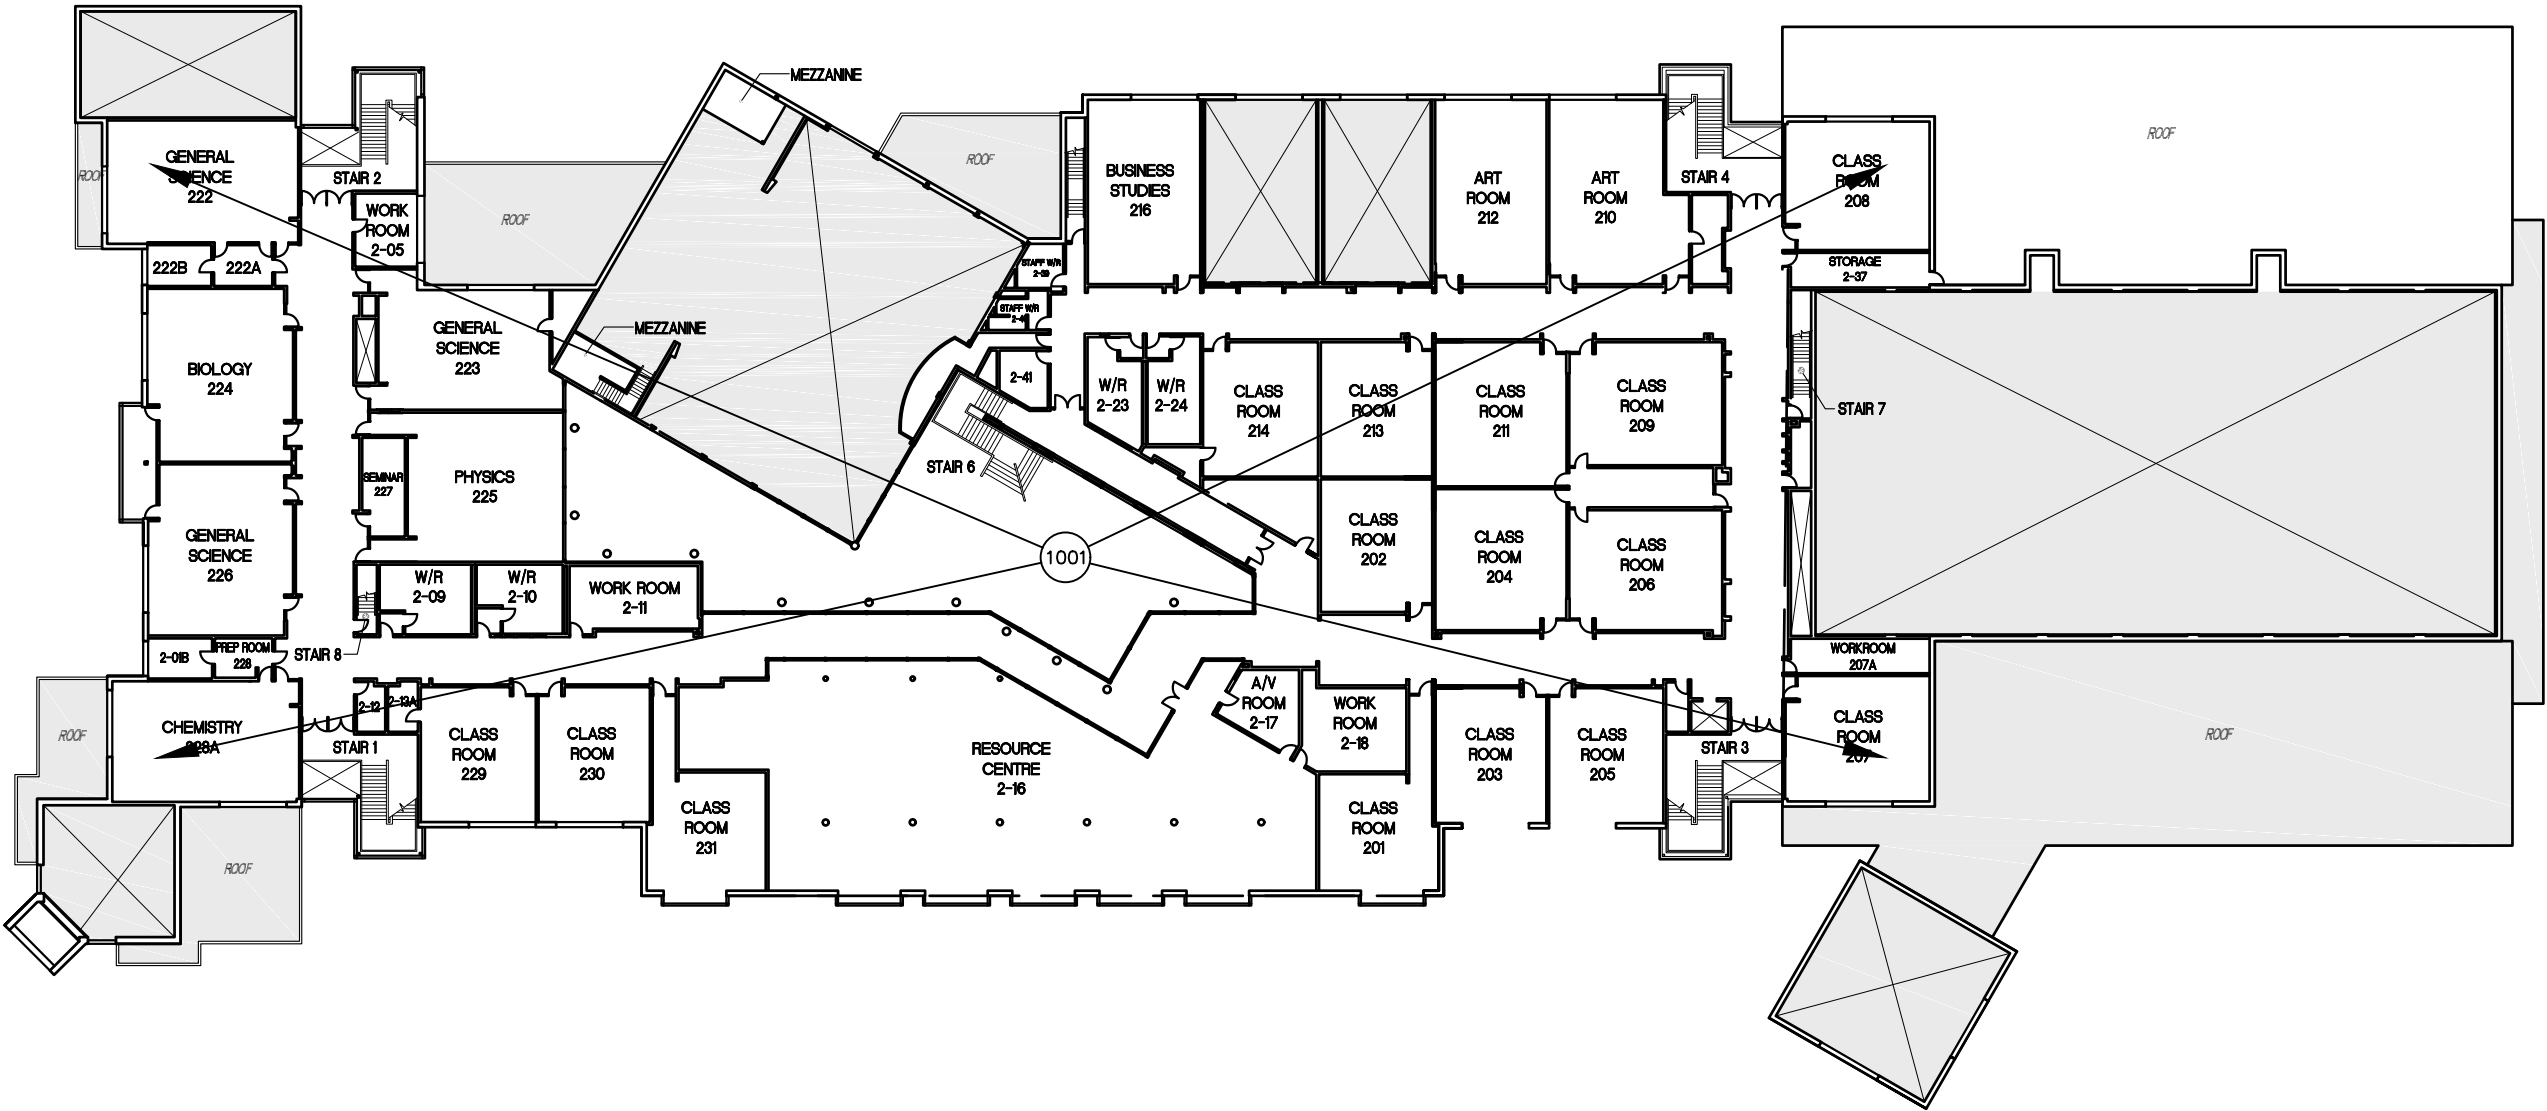 MEZZANINE
GENERAL
SCIENCE
222
ROOF
STAIR 2
WORK
ROOM
2-05
ROOF
ROOF
222B
222A
BUSINESS
STUDIES
216
ART
ROOM
212
ART
ROOM
210
STAIR 4
CLASS
ROOM
208
ROOF
STORAGE
2-37
STAFF W/R
2-39
STAFF W/R
GENERAL
SCIENCE
223
MEZZANINE
BIOLOGY
224
2-41
W/R
2-23
W/R
2-24
CLASS
ROOM
214
CLASS
ROOM
213
CLASS
ROOM
211
CLASS
ROOM
209
STAIR 7
STAIR 6
SEMINAR
227
PHYSICS
225
GENERAL
SCIENCE
226
1001
CLASS
ROOM
202
CLASS
ROOM
204
CLASS
ROOM
206
W/R
2-09
W/R
2-10
WORK ROOM
2-11
2-01B
PREP ROOM
228
STAIR 8
WORKROOM
207A
CHEMISTRY
228A
2-12
2-13A
ROOF
STAIR 1
CLASS
ROOM
229
CLASS
ROOM
230
RESOURCE
CENTRE
2-16
A/V
ROOM
2-17
WORK
ROOM
2-18
CLASS
ROOM
203
CLASS
ROOM
205
STAIR 3
CLASS
ROOM
207
ROOF
CLASS
ROOM
231
CLASS
ROOM
201
ROOF